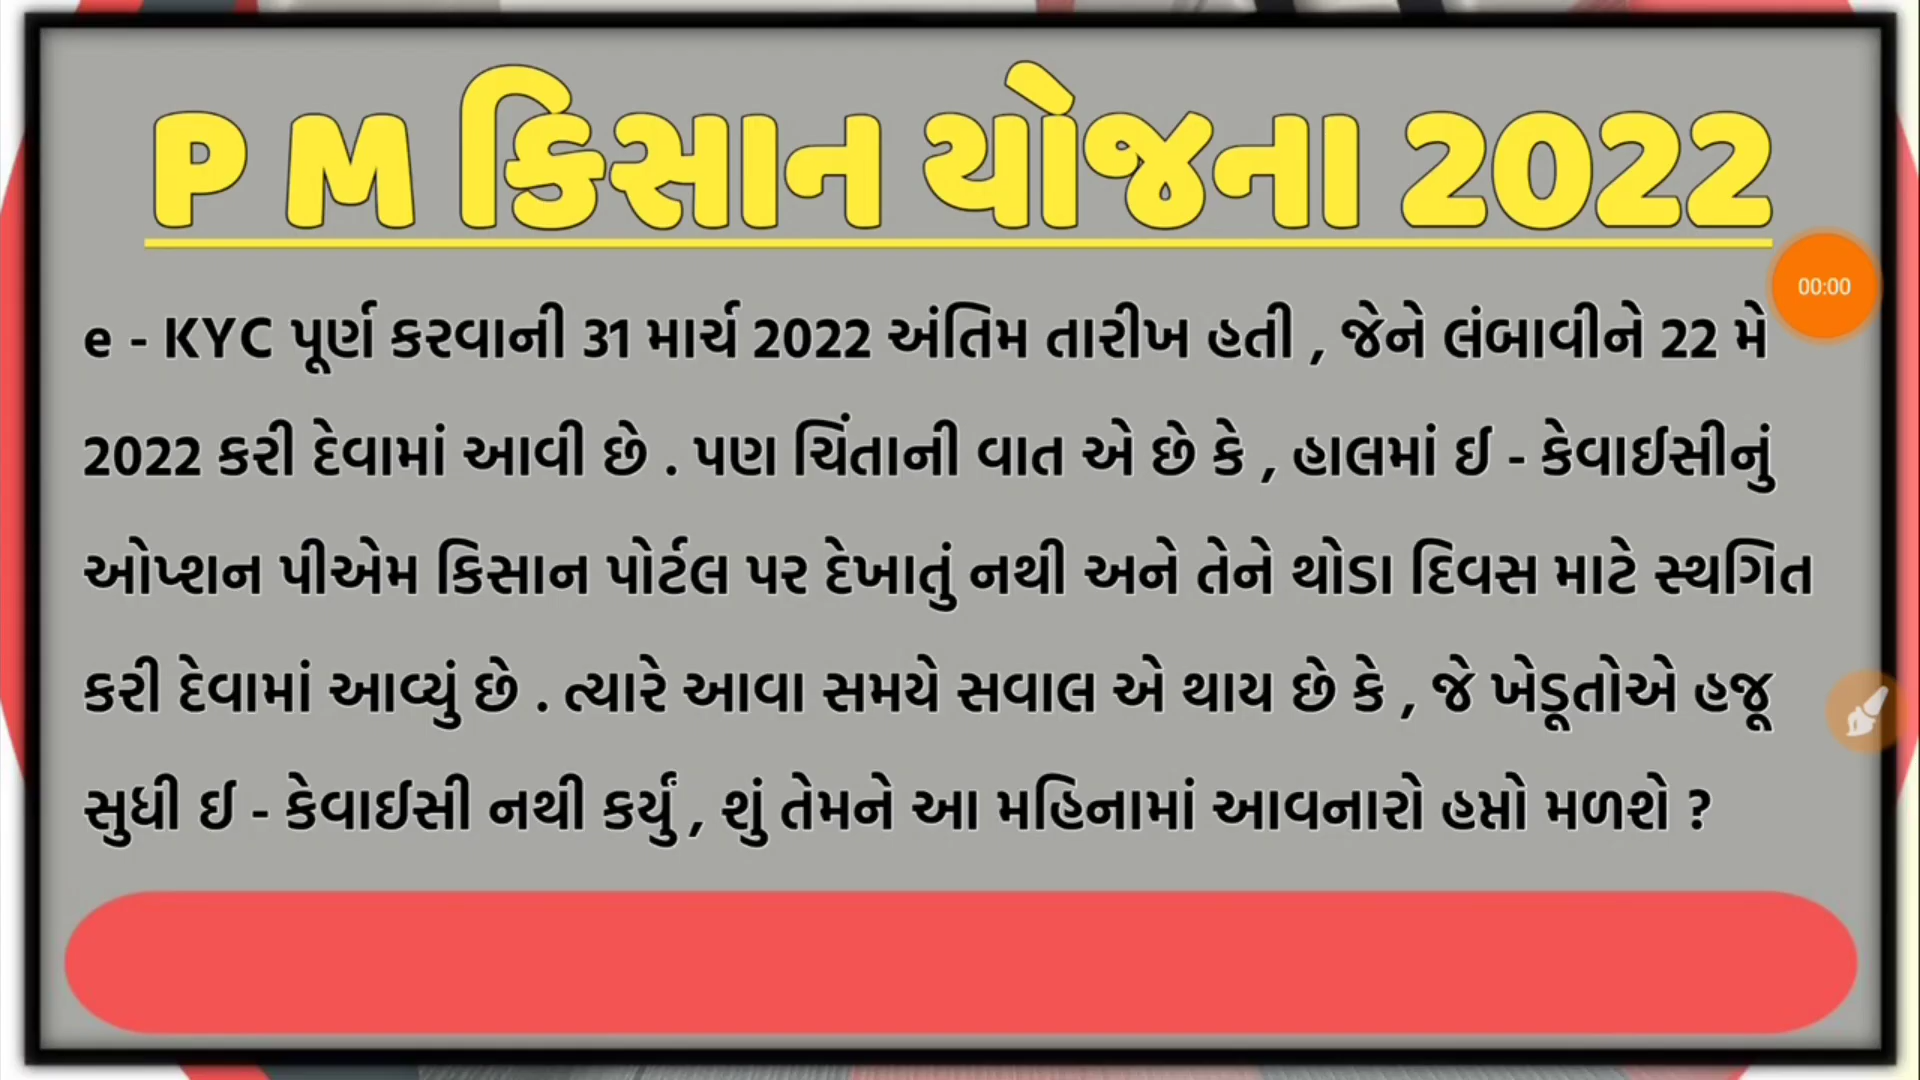 P M કિસાન યોજના 2022
00:00
e - KYC પૂર્ણ કરવાની 31 માર્ચ 2022 અંતિમ તારીખ હતી , જેને લંબાવીને 22 મે
2022 કરી દેવામાં આવી છે . પણ ચિંતાની વાત એ છે કે , હાલમાં ઈ - કેવાઈસીનું
ઓપ્શન પીએમ કિસાન પોર્ટલ પર દેખાતું નથી અને તેને થોડા દિવસ માટે સ્થગિત
કરી દેવામાં આવ્યું છે . ત્યારે આવા સમયે સવાલ એ થાય છે કે , જે ખેડૂતોએ હજૂ
સુધી ઈ - કેવાઈસી નથી કર્યું , શું તેમને આ મહિનામાં આવનારો હપ્તો મળશે ?